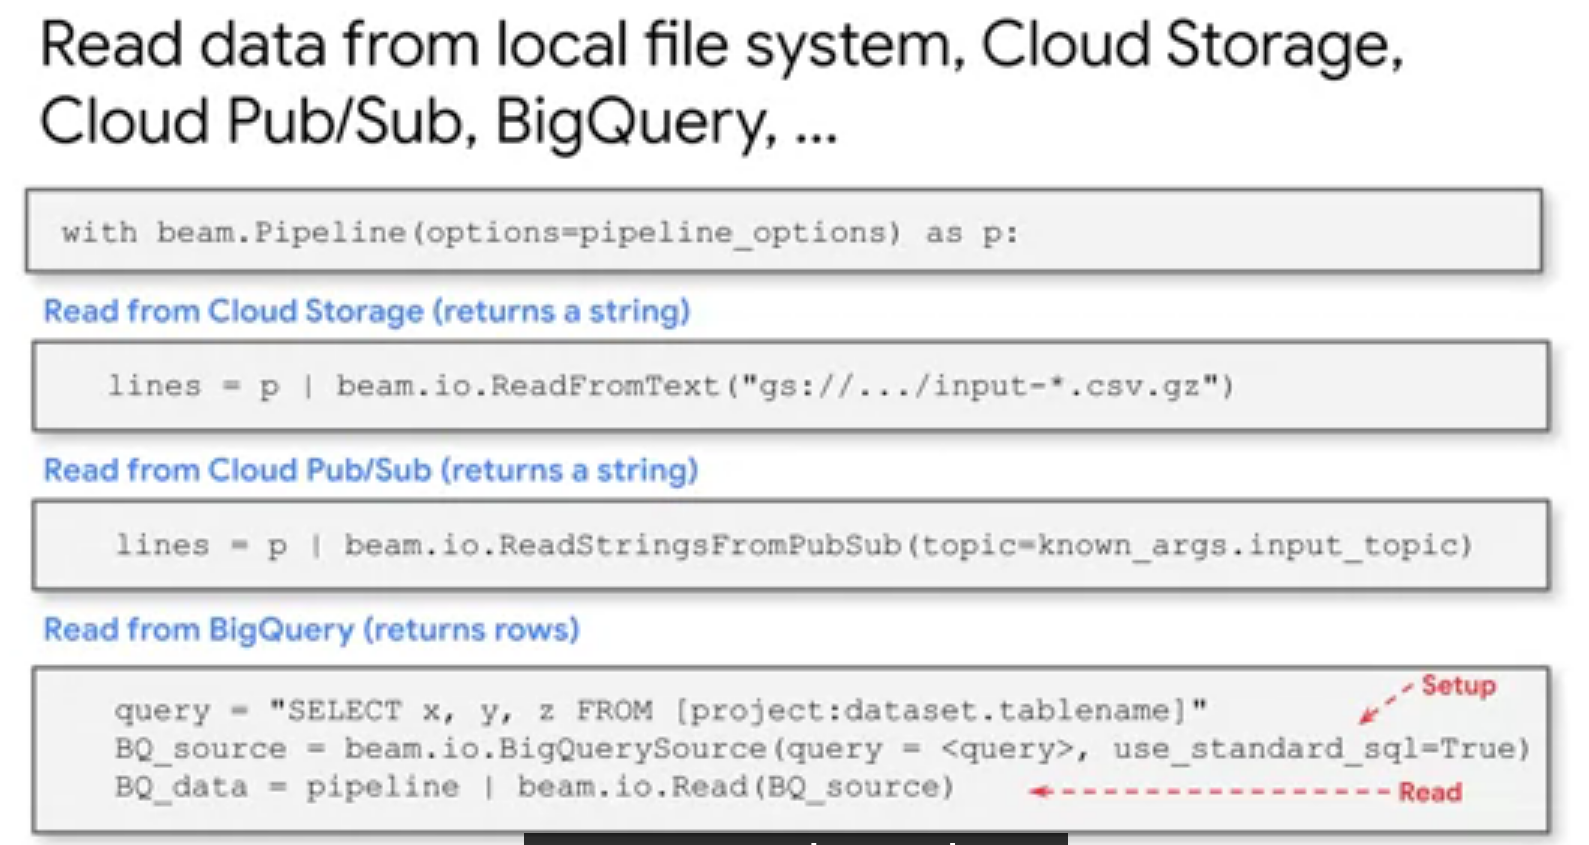 Read data from local file system, Cloud Storage,
Cloud Pub/Sub, BigQuery, ...
with beam.Pipeline(options=pipeline_options) as p:
Read from Cloud Storage (returns a string)
lines = p | beam.io.ReadFromText("gs://.../input-*.csv.gz")
Read from Cloud Pub/Sub (returns a string)
lines = p | beam.io.ReadStringsFromPubSub(topic=known_args.input_topic)
Read from BigQuery (returns rows)
query = "SELECT x, y, z FROM [project:dataset.tablename]"
Setup
BQ_source = beam.io.BigQuerySource(query = <query>, use_standard_sql=True)
BQ_data = pipeline | beam.io.Read(BQ_source)
Read